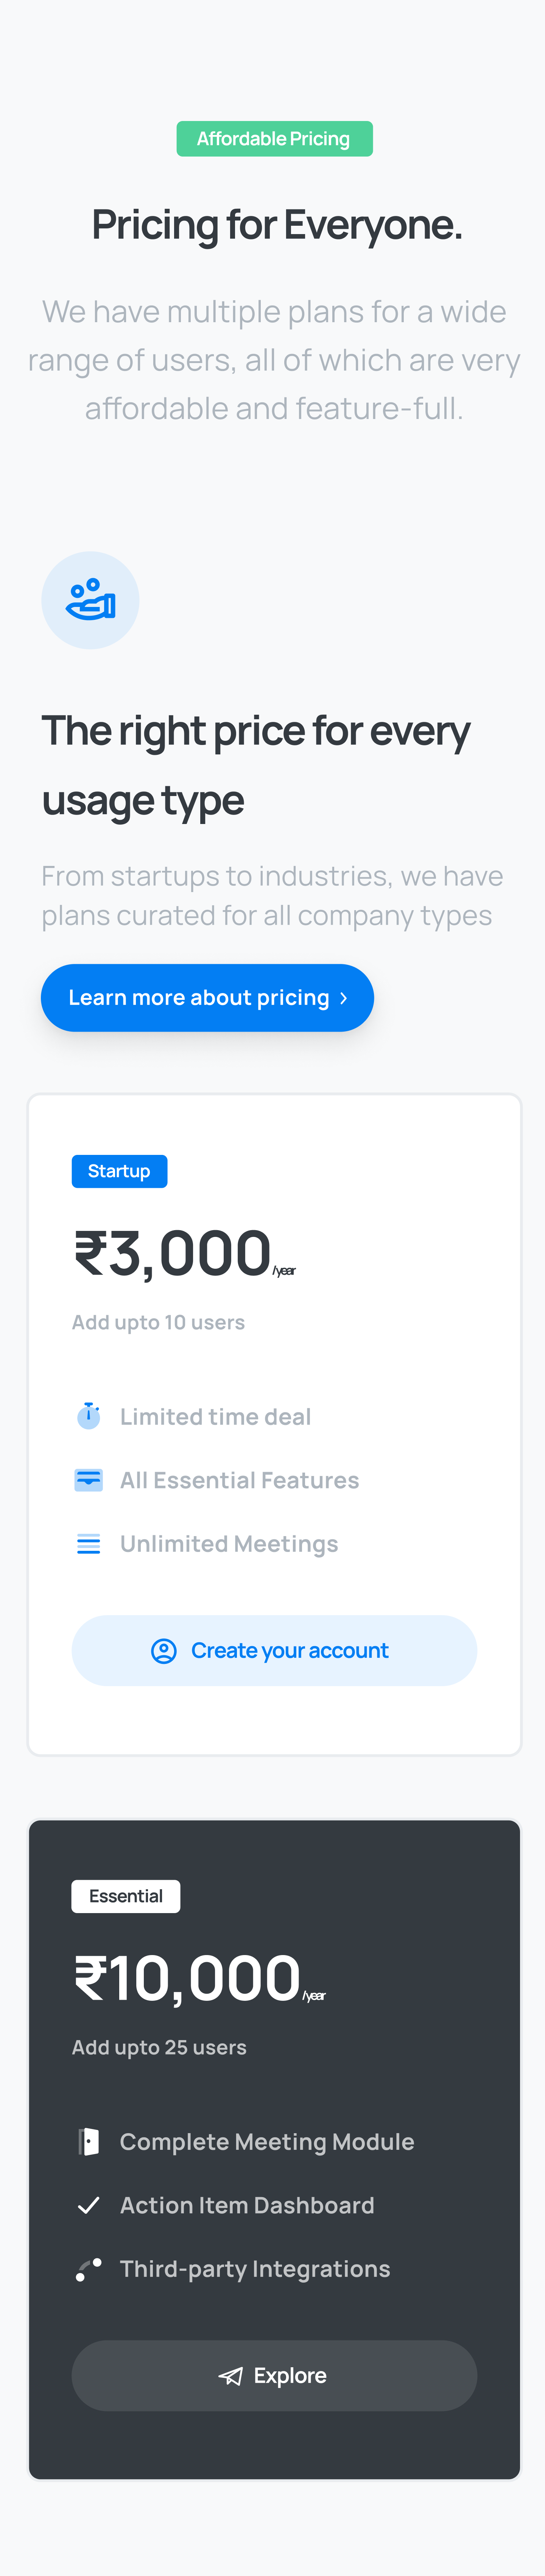 Affordable Pricing
Pricing for Everyone.
We have multiple plans for a wide
range of users, all of which are very
affordable and feature-full.
The right price for every
usage type
From startups to industries, we have
plans curated for all company types
Learn more about pricing
Startup
₹3,000/year
Add upto 10 users
Limited time deal
All Essential Features
Unlimited Meetings
Create your account
Essential
₹10,000/year
Add upto 25 users
Complete Meeting Module
Action Item Dashboard
Third-party Integrations
Explore